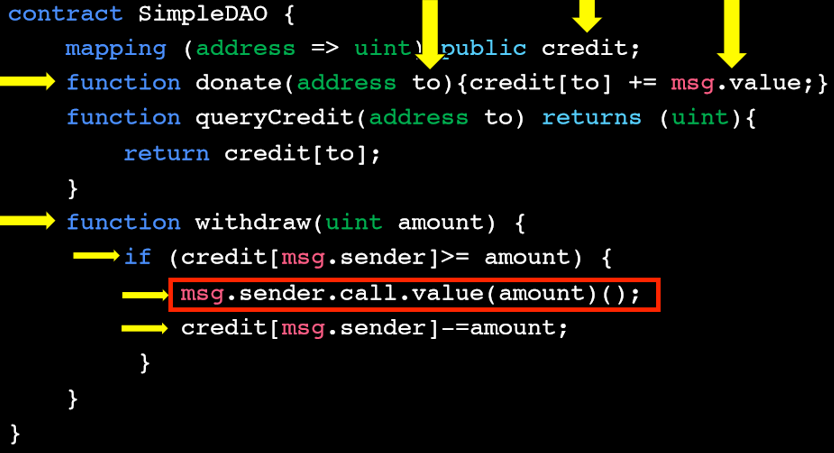 contract SimpleDAO {
mapping (address => uint) public credit;
function donate(address to){credit[to] += msg.value;}
function queryCredit(address to) returns (uint){
return credit[to];
}
function withdraw(uint amount) {
if (credit[msg.sender]>= amount) {
msg.sender.call.value(amount)();
credit[msg.sender]-=amount;
}
}
}